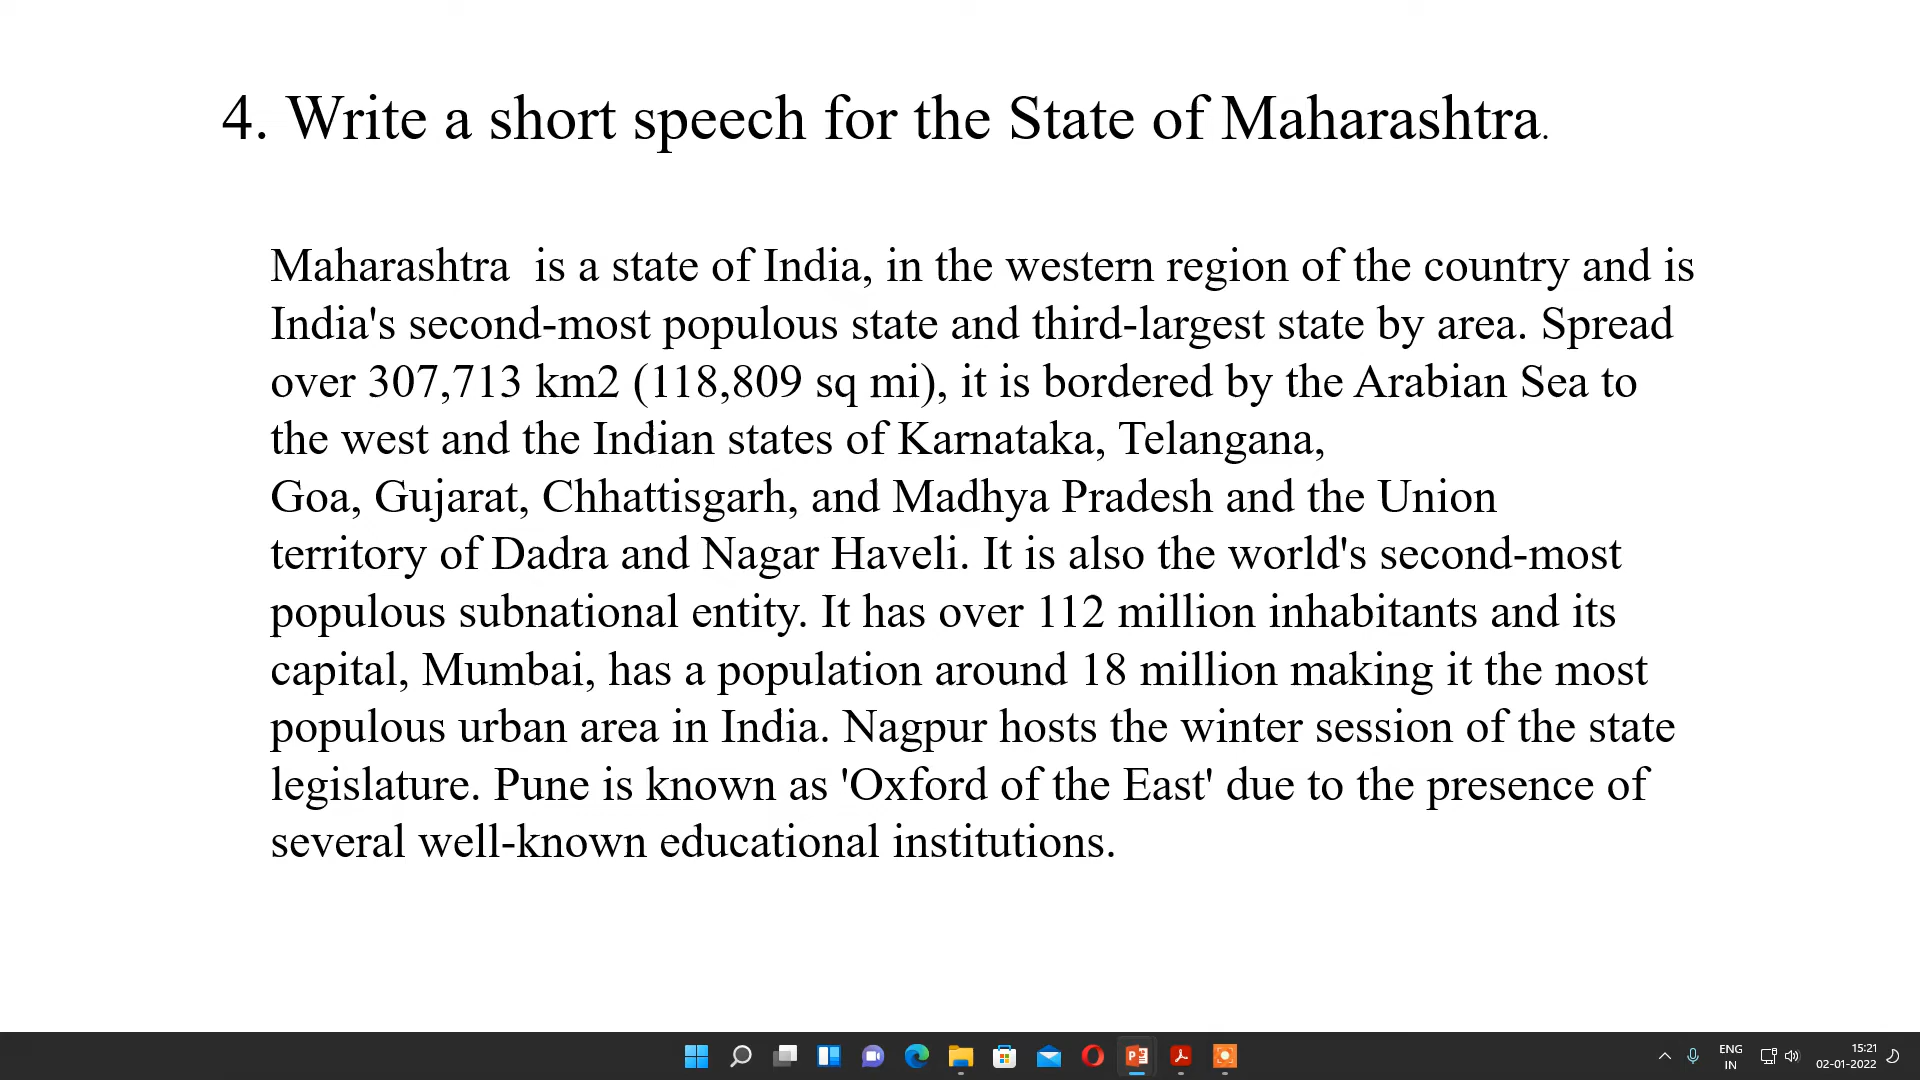 4. Write a short speech for the State of Maharashtra.
Maharashtra is a state of India, in the western region of the country and is
India's second-most populous state and third-largest state by area. Spread
over 307,713 km2 (118,809 sq mi), it is bordered by the Arabian Sea to
the west and the Indian states of Karnataka, Telangana,
Goa, Gujarat, Chhattisgarh, and Madhya Pradesh and the Union
territory of Dadra and Nagar Haveli. It is also the world's second-most
populous subnational entity. It has over 112 million inhabitants and its
capital, Mumbai, has a population around 18 million making it the most
populous urban area in India. Nagpur hosts the winter session of the state
legislature. Pune is known as 'Oxford of the East' due to the presence of
several well-known educational institutions.
ENG
IN
15:21
02-01-2022